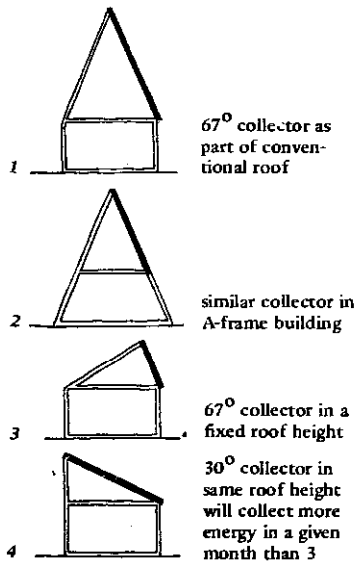 67° collector as
part of conven-
tional roof
1
similar collector in
A-frame building
2
67° collector in a
fixed roof height
3
30° collector in
same roof height
will collect more
energy in a given
month than 3
4